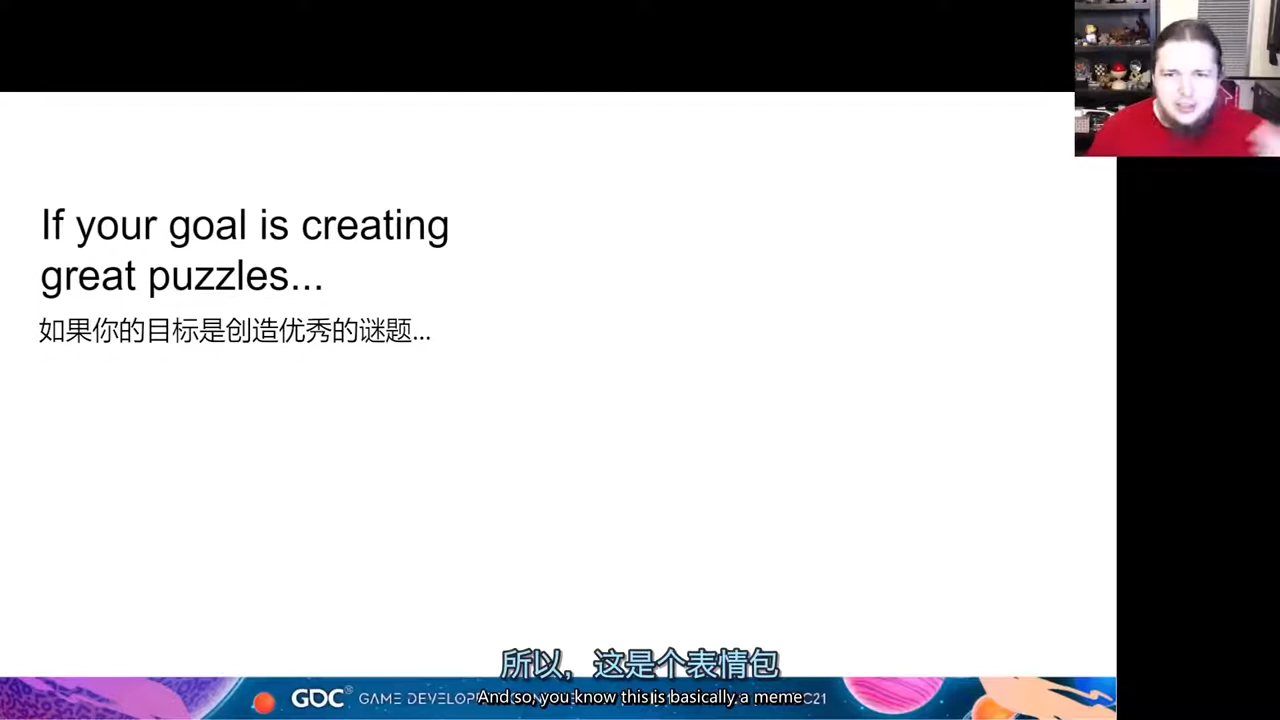 If your goal is creating
great puzzles...
如果你的目标是创造优秀的谜题...
所以，这是个表情包
GDC GAME DEVELOP
And so, you know this is basically a meme
C21